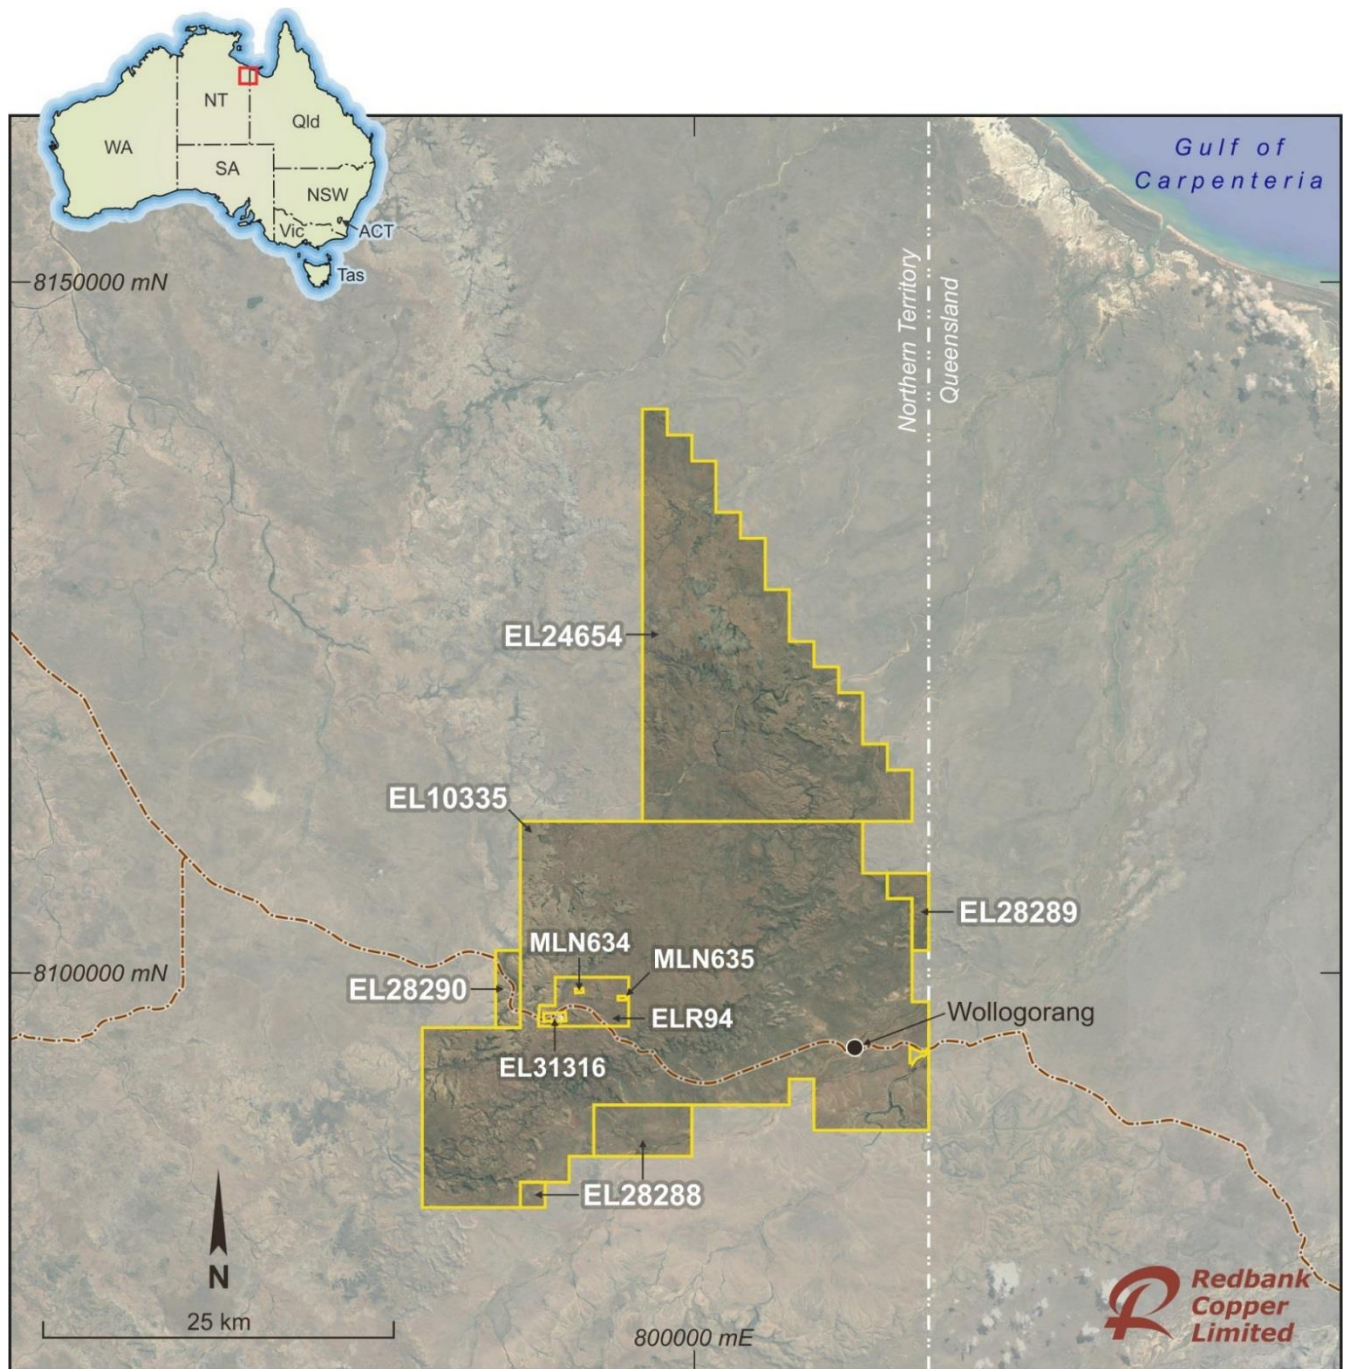 NT
WA
Qld
SA
NSW
Vic
ACT
Tas
Gulf of
Carpenteria
8150000 mN
Northern Territory
Queensland
EL24654
EL10335
EL28289
MLN634
MLN635
8100000 mN
EL28290
ELR94
Wollogorang
EL31316
EL28288
N
25 km
800000 mE
Redbank
Copper
Limited